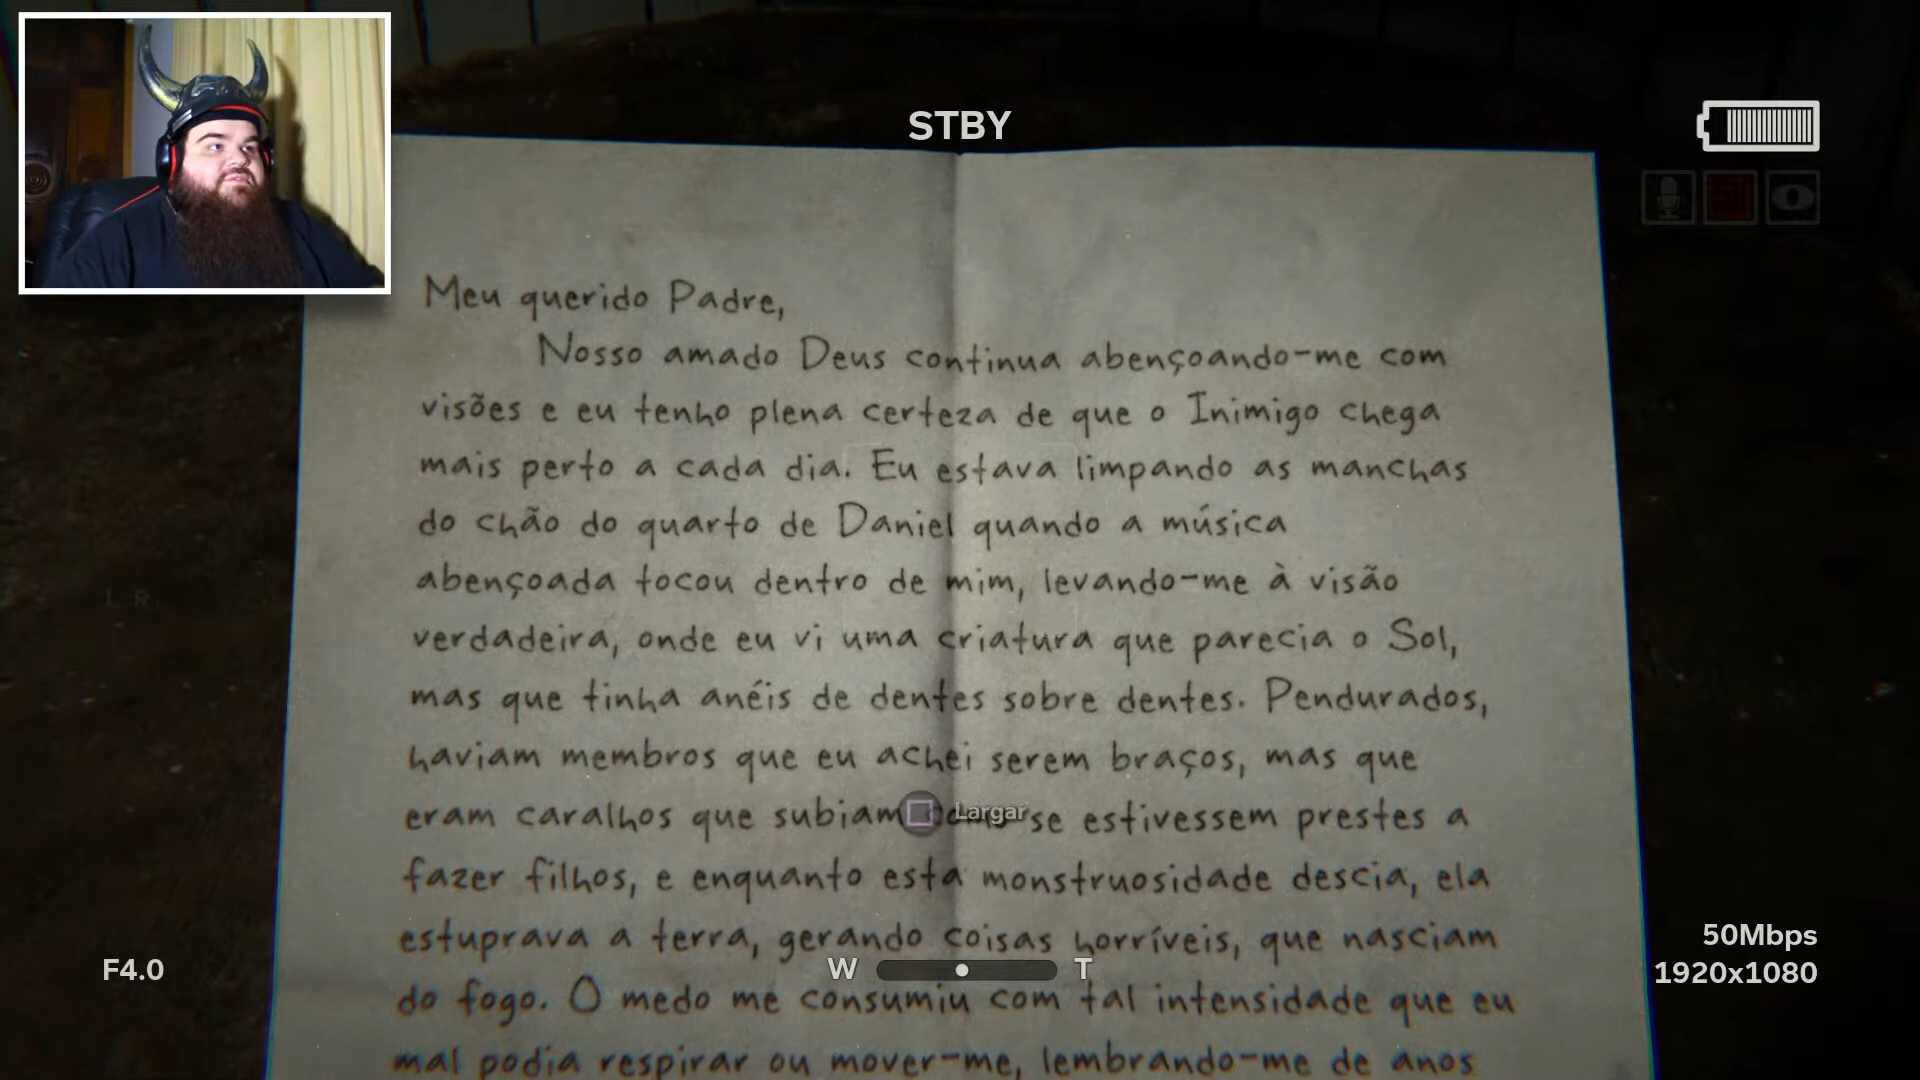 STBY
Meu querido Padre,
Nosso amado Deus continua abençoando-me com
visões e eu tenho plena certeza de que o Inimigo chega
mais perto a cada dia. Eu estava limpando as manchas
do chão do quarto de Daniel quando a música
abençoada tocou dentro de mim, levando-me à visão
verdadeira, onde eu vi uma criatura que parecia o Sol,
mas que tinha anéis de dentes sobre dentes. Pendurados,
haviam membros que eu achei serem braços, mas que
eram caralhos que subiam como se estivessem prestes a
Largar
fazer filhos, e enquanto esta monstruosidade descia, ela
estuprava a terra, gerando coisas horríveis, que nasciam
do fogo. O medo me consumiu com tal intensidade que eu
mal podia respirar ou mover-me, lembrando-me de anos
L R
F4.0
W T
50Mbps
1920x1080